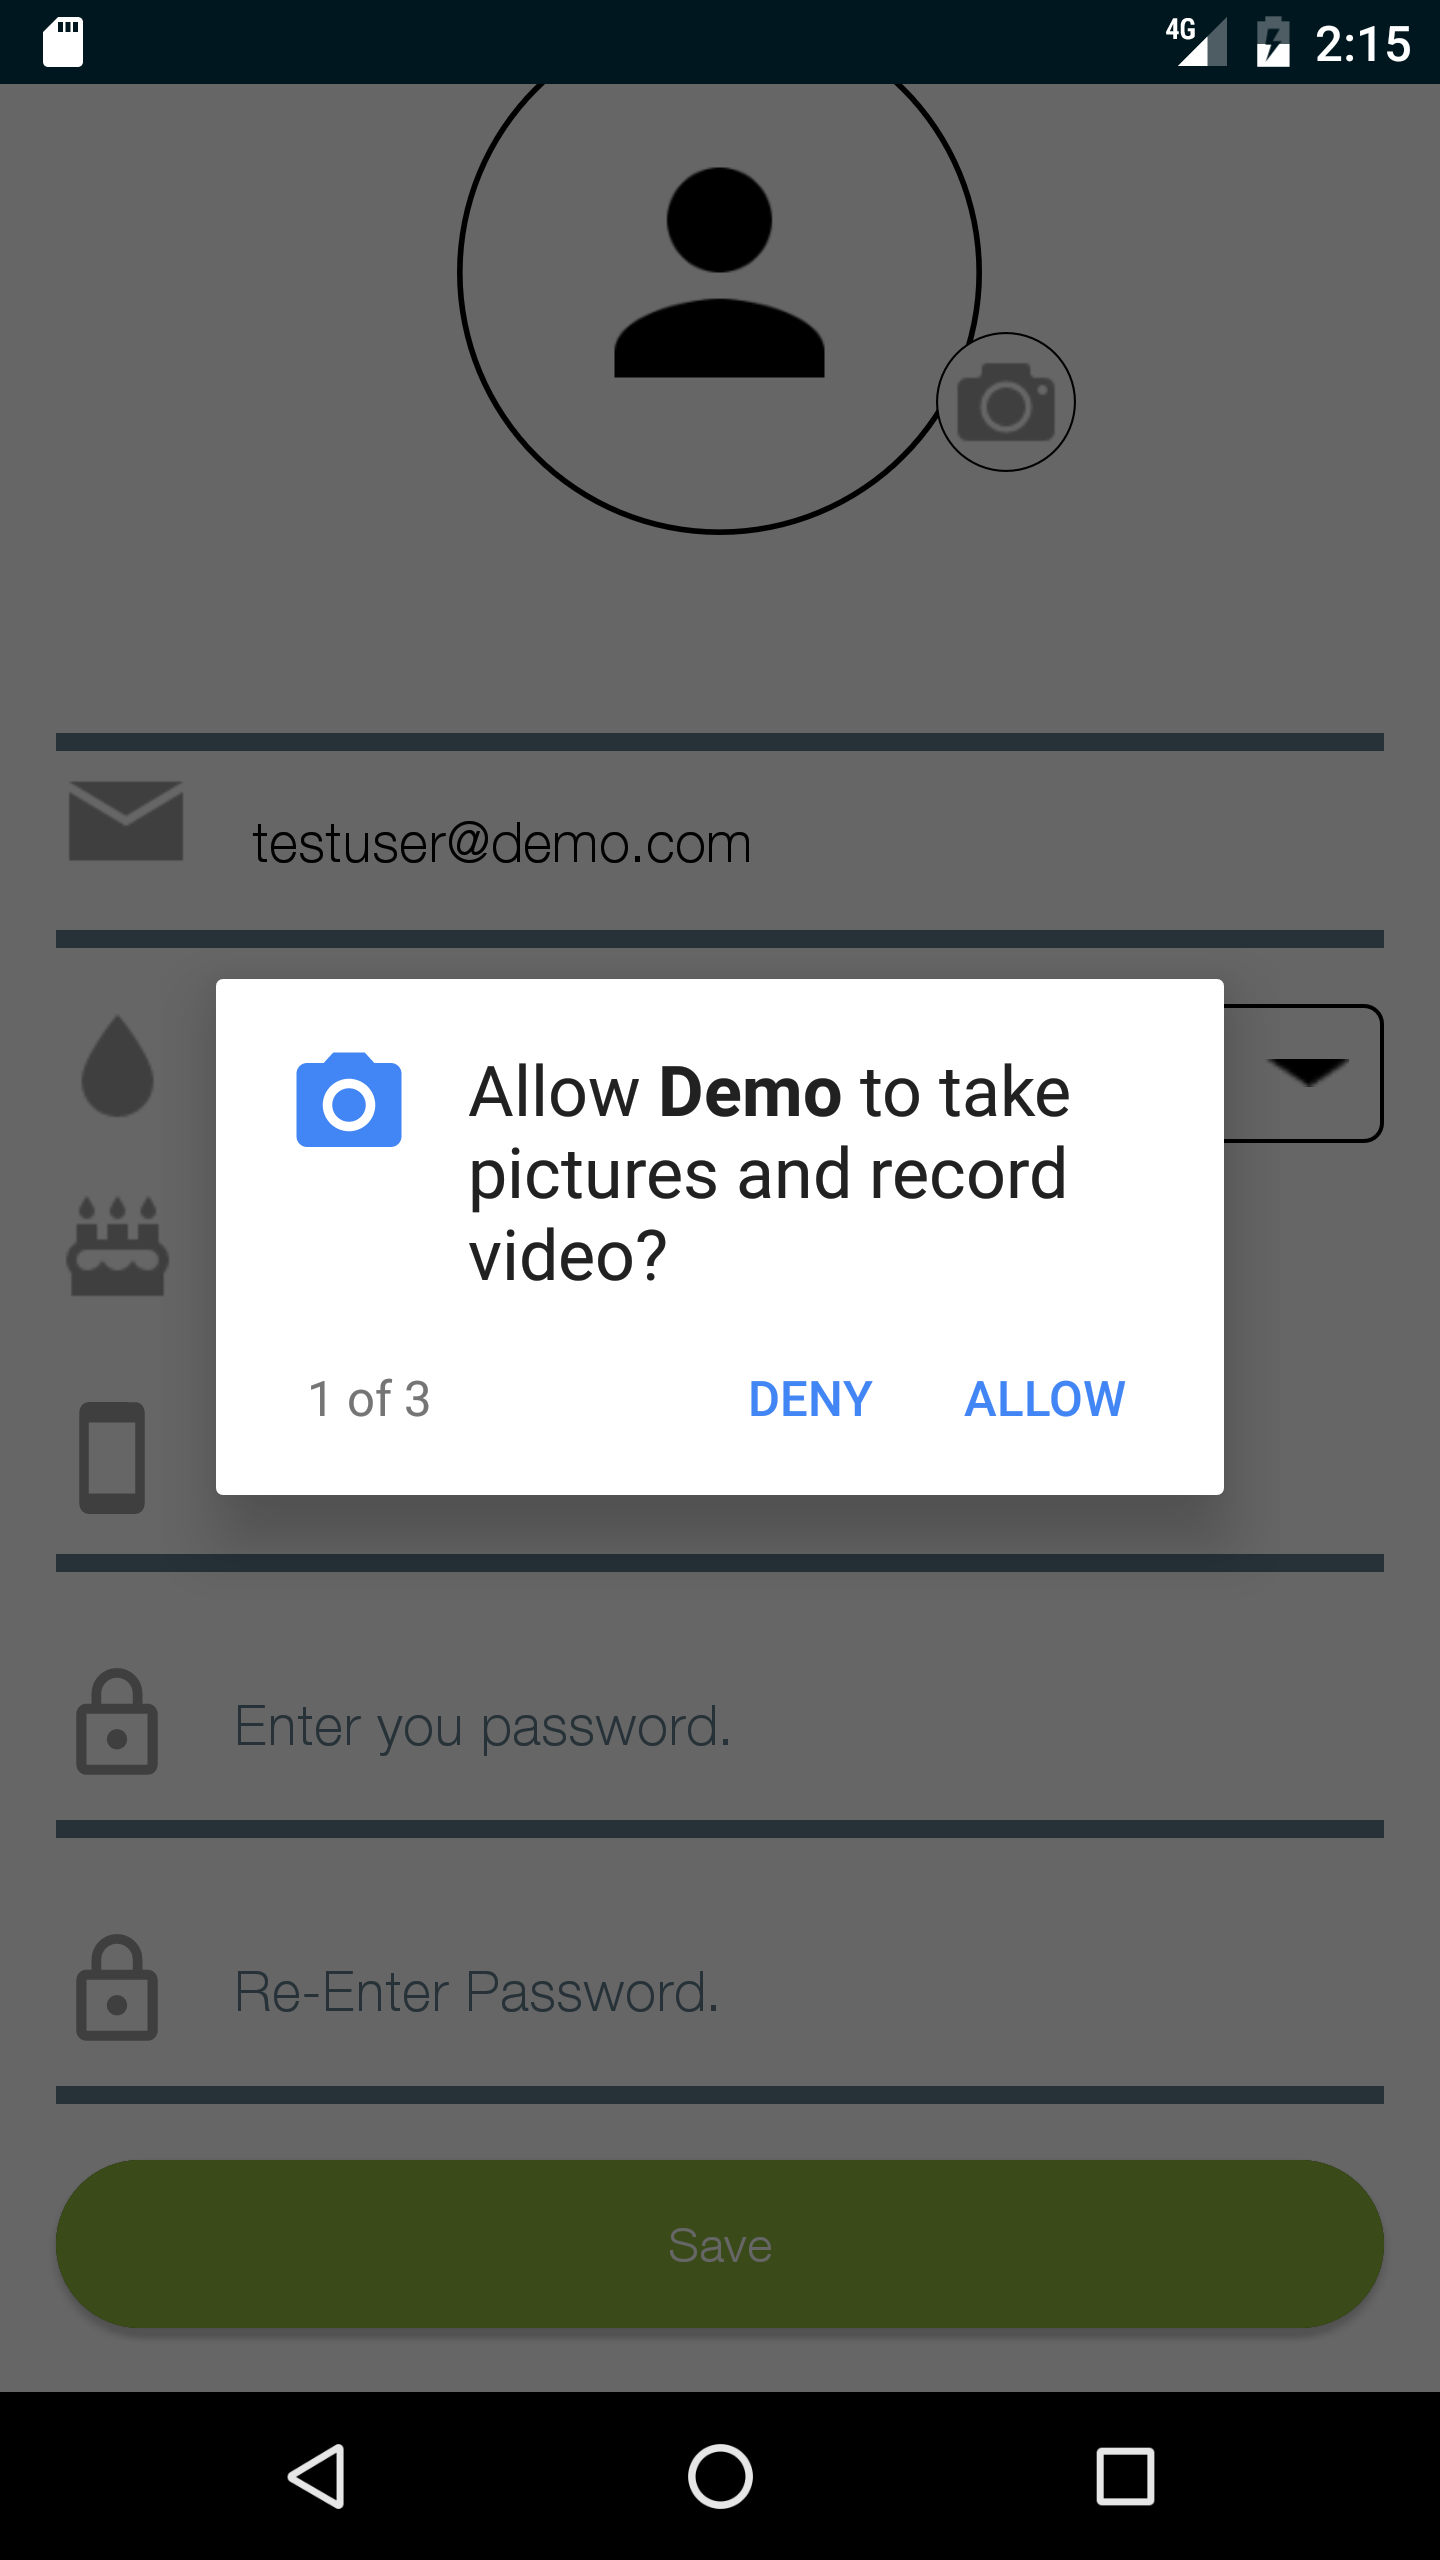 4G 2:15
testuser@demo.com
Allow Demo to take
pictures and record
video?
1 of 3 DENY ALLOW
Enter you password.
Re-Enter Password.
Save